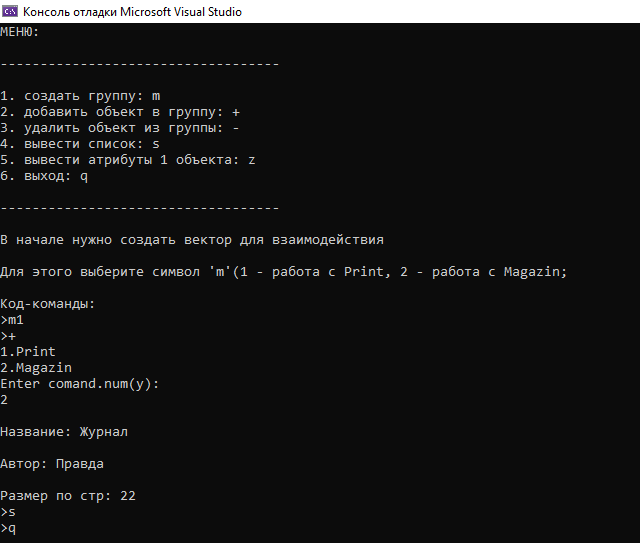 Консоль отладки Microsoft Visual Studio
МЕНЮ:
-----------------------------------
1. создать группу: m
2. добавить объект в группу: +
3. удалить объект из группы: -
4. вывести список: s
5. вывести атрибуты 1 объекта: z
6. выход: q
-----------------------------------
В начале нужно создать вектор для взаимодействия
Для этого выберите символ 'm'(1 - работа с Print, 2 - работа с Magazin;
Код-команды:
>m1
>+
1.Print
2.Magazin
Enter comand.num(y):
2
Название: Журнал
Автор: Правда
Размер по стр: 22
>s
>q